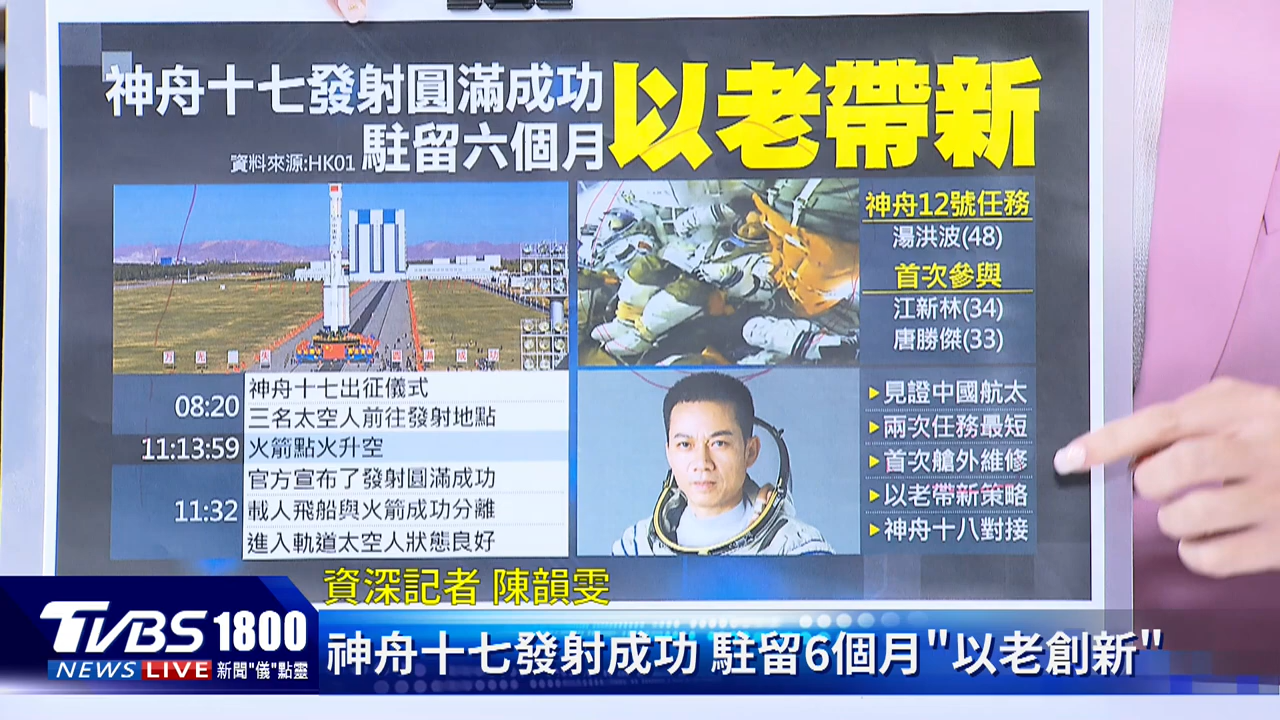 神舟十七發射圓滿成功
駐留六個月
以老帶新
資料來源:HK01
神舟12號任務
湯洪波(48)
首次參與
江新林(34)
唐勝傑(33)
08:20
神舟十七出征儀式
三名太空人前往發射地點
11:13:59
火箭點火升空
11:32
官方宣布了發射圓滿成功
載人飛船與火箭成功分離
進入軌道太空人狀態良好
▸見證中國航太
▸兩次任務最短
▸首次艙外維修
▸以老帶新策略
▸神舟十八對接
資深記者 陳韻雯
TVBS 1800
NEWS LIVE 新聞"儀"點靈
神舟十七發射成功 駐留6個月"以老創新"